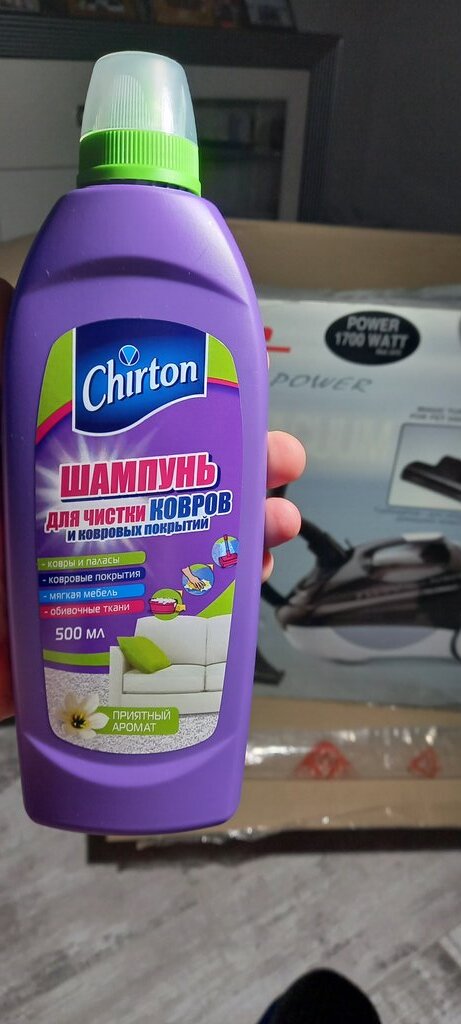 Chirton
ШАМПУНЬ
ДЛЯ ЧИСТКИ КОВРОВ
И КОВРОВЫХ ПОКРЫТИЙ
- ковры и паласы
- ковровые покрытия
- мягкая мебель
- обивочные ткани
500 мл
ПРИЯТНЫЙ
АРОМАТ
POWER
1700 WATT
POWER